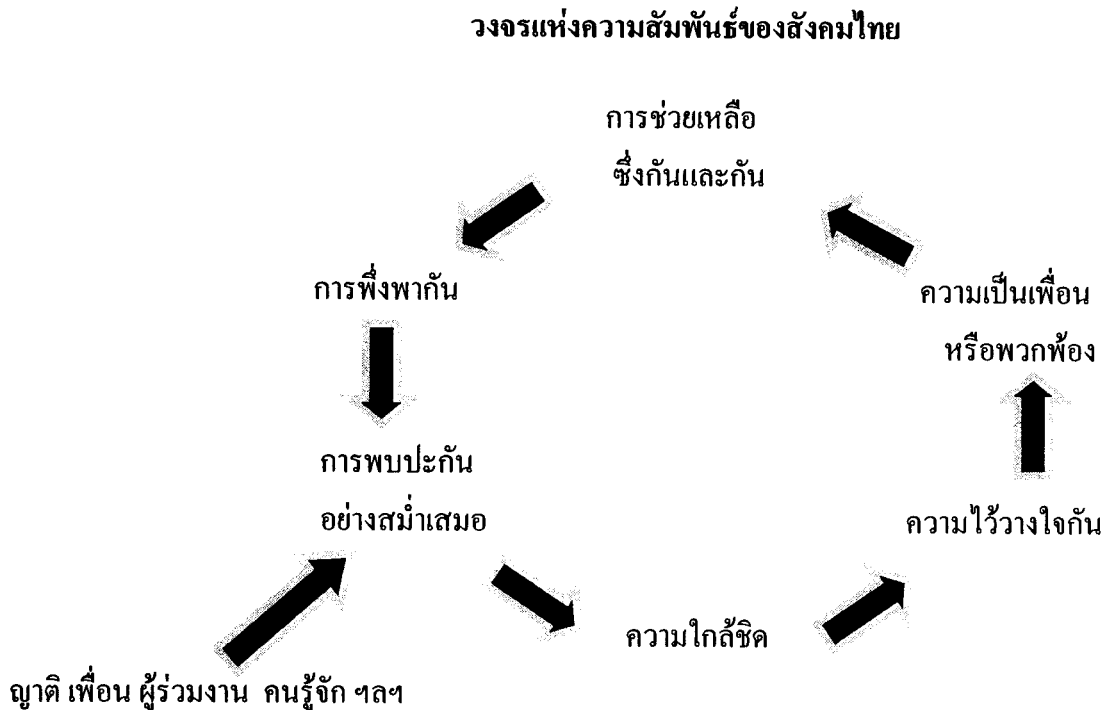 วงจรแห่งความสัมพันธ์ของสังคมไทย
การช่วยเหลือ
ซึ่งกันและกัน
การพึ่งพากัน
ความเป็นเพื่อน
หรือพวกพ้อง
การพบปะกัน
อย่างสม่ำเสมอ
ความไว้วางใจกัน
ความใกล้ชิด
ญาติ เพื่อน ผู้ร่วมงาน คนรู้จัก ฯลฯ